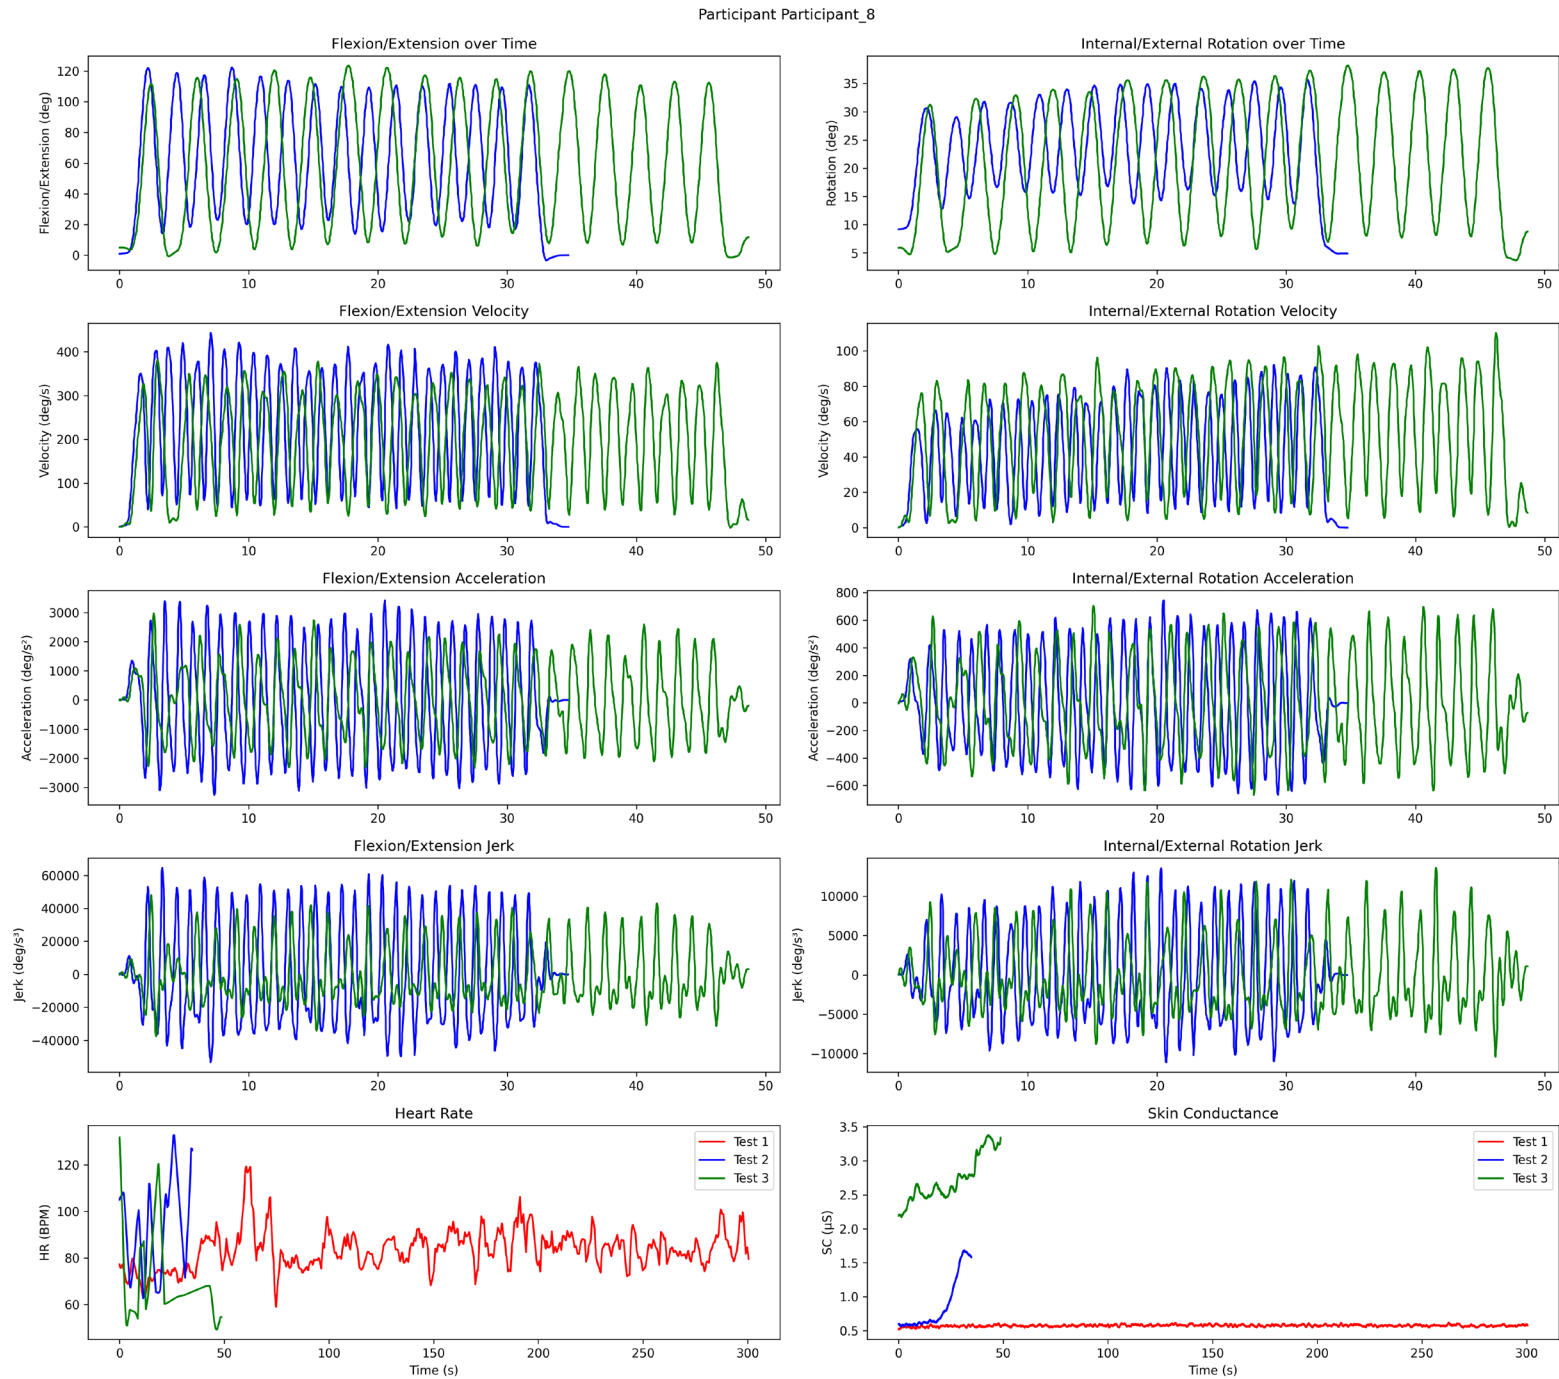 Participant Participant_8
Flexion/Extension over Time
Flexion/Extension (deg)
120
100
80
60
40
20
0
0 10 20 30 40 50
Internal/External Rotation over Time
Rotation (deg)
35
30
25
20
15
10
5
0 10 20 30 40 50
Flexion/Extension Velocity
Velocity (deg/s)
400
300
200
100
0
0 10 20 30 40 50
Internal/External Rotation Velocity
Velocity (deg/s)
100
80
60
40
20
0
0 10 20 30 40 50
Flexion/Extension Acceleration
Acceleration (deg/s²)
3000
2000
1000
0
−1000
−2000
−3000
0 10 20 30 40 50
Internal/External Rotation Acceleration
Acceleration (deg/s²)
800
600
400
200
0
−200
−400
−600
0 10 20 30 40 50
Flexion/Extension Jerk
Jerk (deg/s³)
60000
40000
20000
0
−20000
−40000
0 10 20 30 40 50
Internal/External Rotation Jerk
Jerk (deg/s³)
10000
5000
0
−5000
−10000
0 10 20 30 40 50
Heart Rate
HR (BPM)
120
100
80
60
Test 1
Test 2
Test 3
0 50 100 150 200 250 300
Time (s)
Skin Conductance
SC (µS)
3.5
3.0
2.5
2.0
1.5
1.0
0.5
Test 1
Test 2
Test 3
0 50 100 150 200 250 300
Time (s)